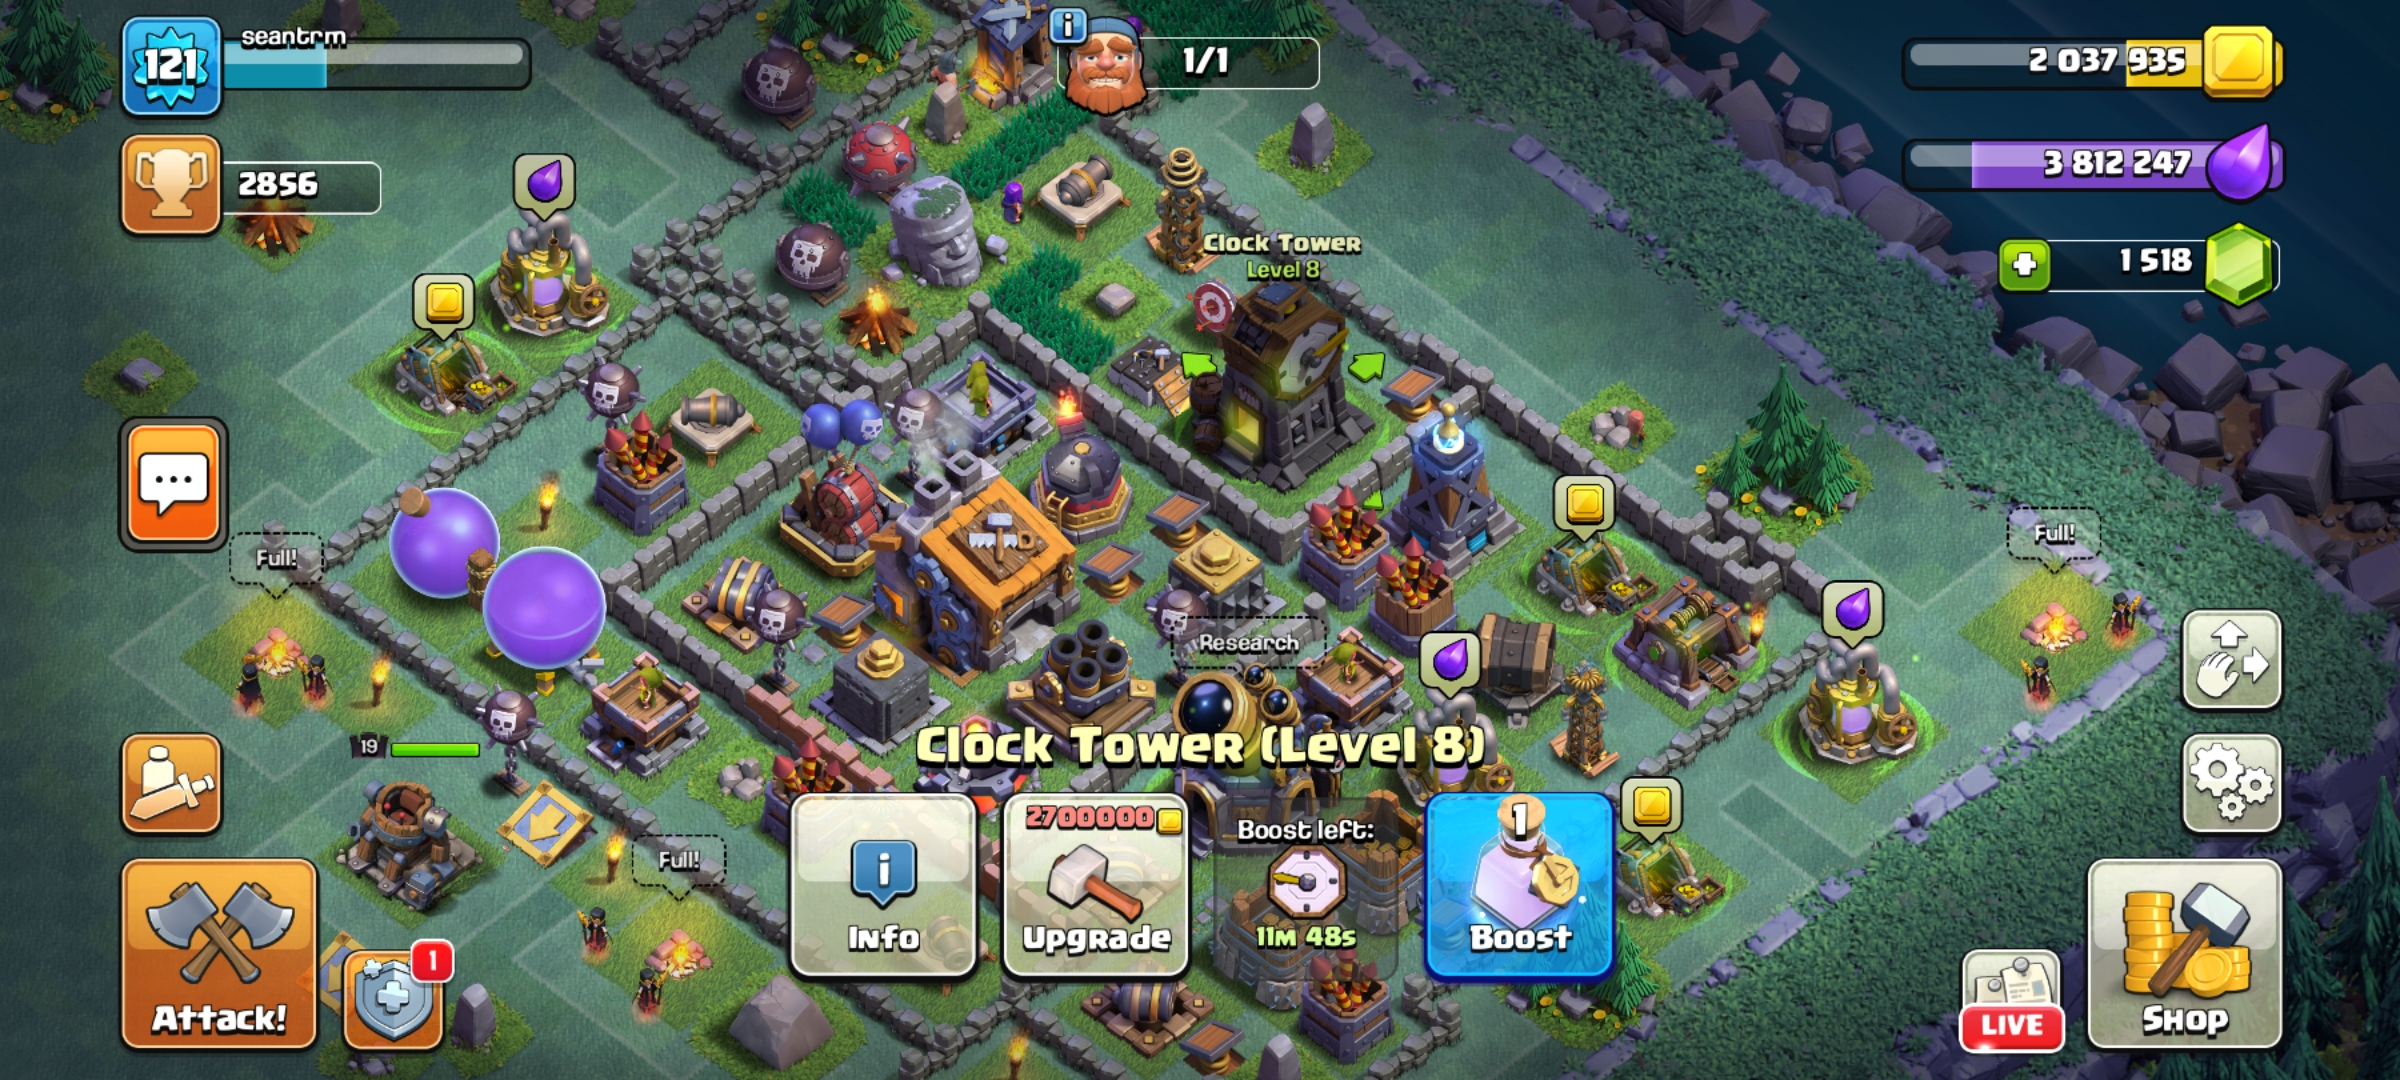 seantrm
121
1/1
2 037 935
2856
3 812 247
1 518
Clock Tower
Level 8
Full!
Full!
Research
19
Clock Tower (Level 8)
2700000
Boost left:
1
Full!
Info
Upgrade
11m 48s
Boost
1
Attack!
LIVE
Shop